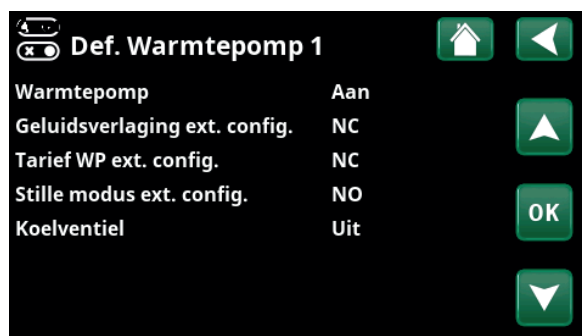 Def. Warmtepomp 1
Warmtepomp Aan
Geluidsverlaging ext. config. NC
Tarief WP ext. config. NC
Stille modus ext. config. NO
OK
Koelventiel Uit